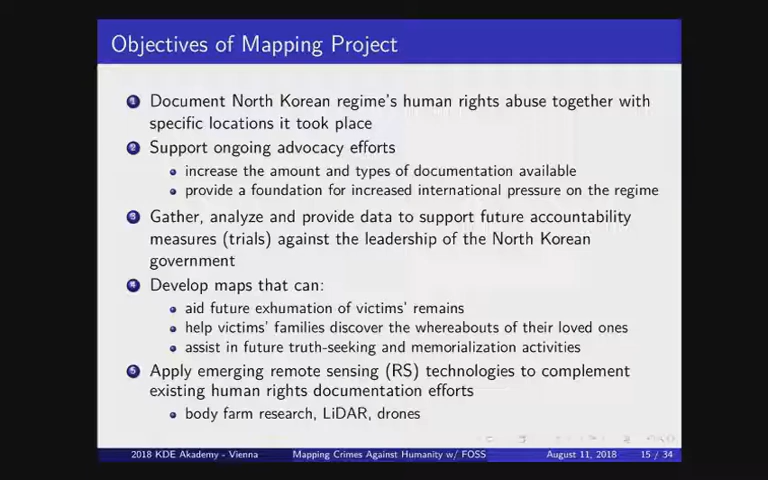 Objectives of Mapping Project
1 Document North Korean regime's human rights abuse together with
specific locations it took place
2 Support ongoing advocacy efforts
increase the amount and types of documentation available
provide a foundation for increased international pressure on the regime
3 Gather, analyze and provide data to support future accountability
measures (trials) against the leadership of the North Korean
government
4 Develop maps that can:
aid future exhumation of victims' remains
help victims' families discover the whereabouts of their loved ones
assist in future truth-seeking and memorialization activities
5 Apply emerging remote sensing (RS) technologies to complement
existing human rights documentation efforts
body farm research, LiDAR, drones
2018 KDE Akademy - Vienna Mapping Crimes Against Humanity w/ FOSS August 11, 2018 15 / 34